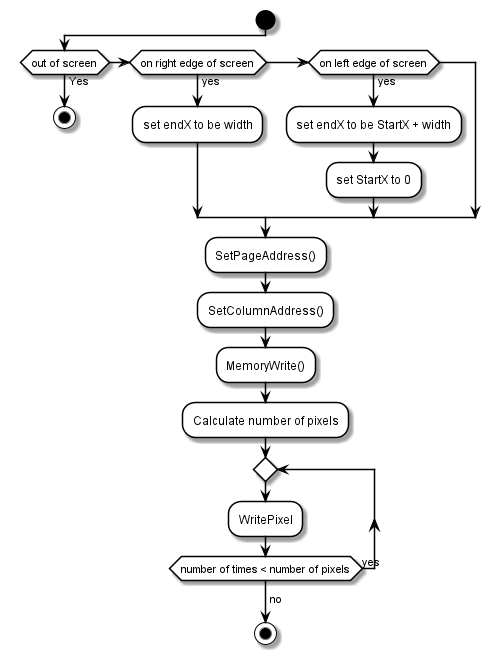 out of screen
on right edge of screen
on left edge of screen
Yes
yes
yes
set endX to be width
set endX to be StartX + width
set StartX to 0
SetPageAddress()
SetColumnAddress()
MemoryWrite()
Calculate number of pixels
WritePixel
number of times < number of pixels
yes
no